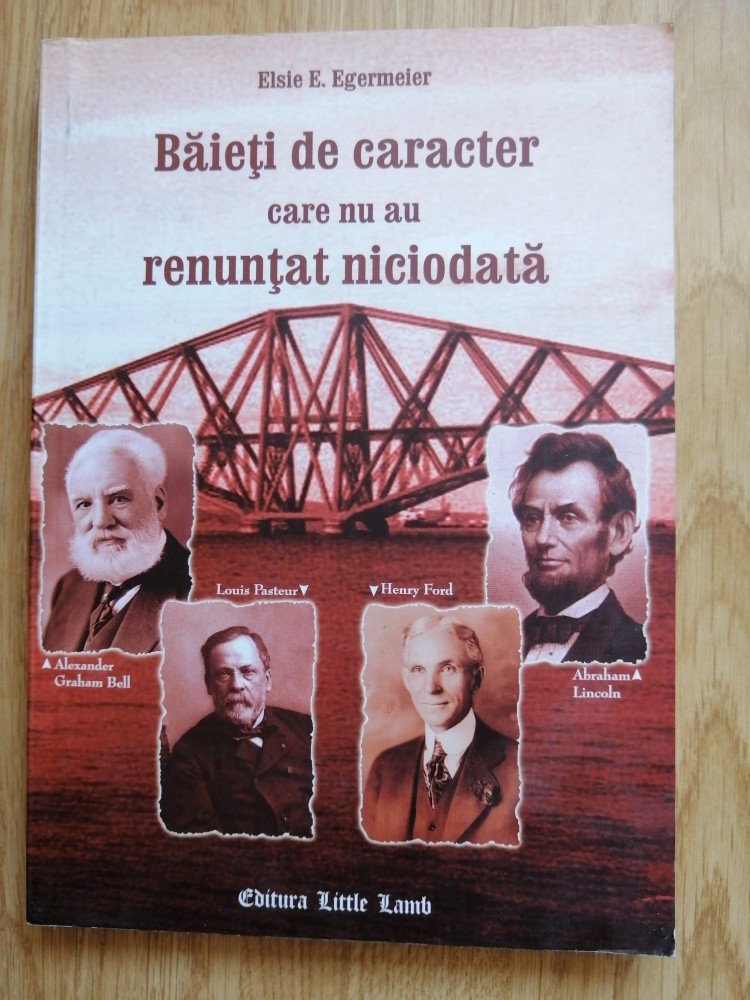 Elsie E. Egermeier
Băieţi de caracter
care nu au
renunţat niciodată
Louis Pasteur▼
▼Henry Ford
▲Alexander
Graham Bell
Abraham▲
Lincoln
Editura Little Lamb